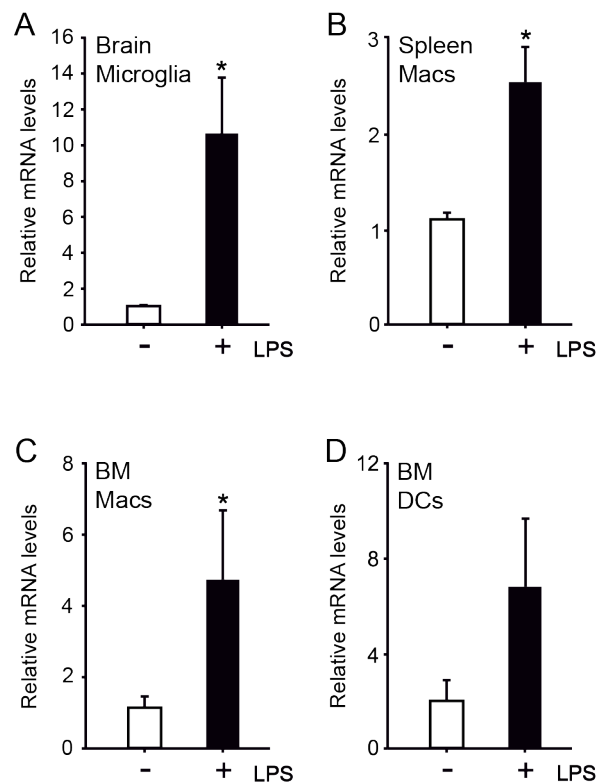 A
Brain
Microglia
Relative mRNA levels
16
14
12
10
8
6
4
2
0
*
- + LPS
B
Spleen
Macs
Relative mRNA levels
3
2
1
0
*
- + LPS
C
BM
Macs
Relative mRNA levels
8
6
4
2
0
*
- + LPS
D
BM
DCs
Relative mRNA levels
12
8
4
0
- + LPS